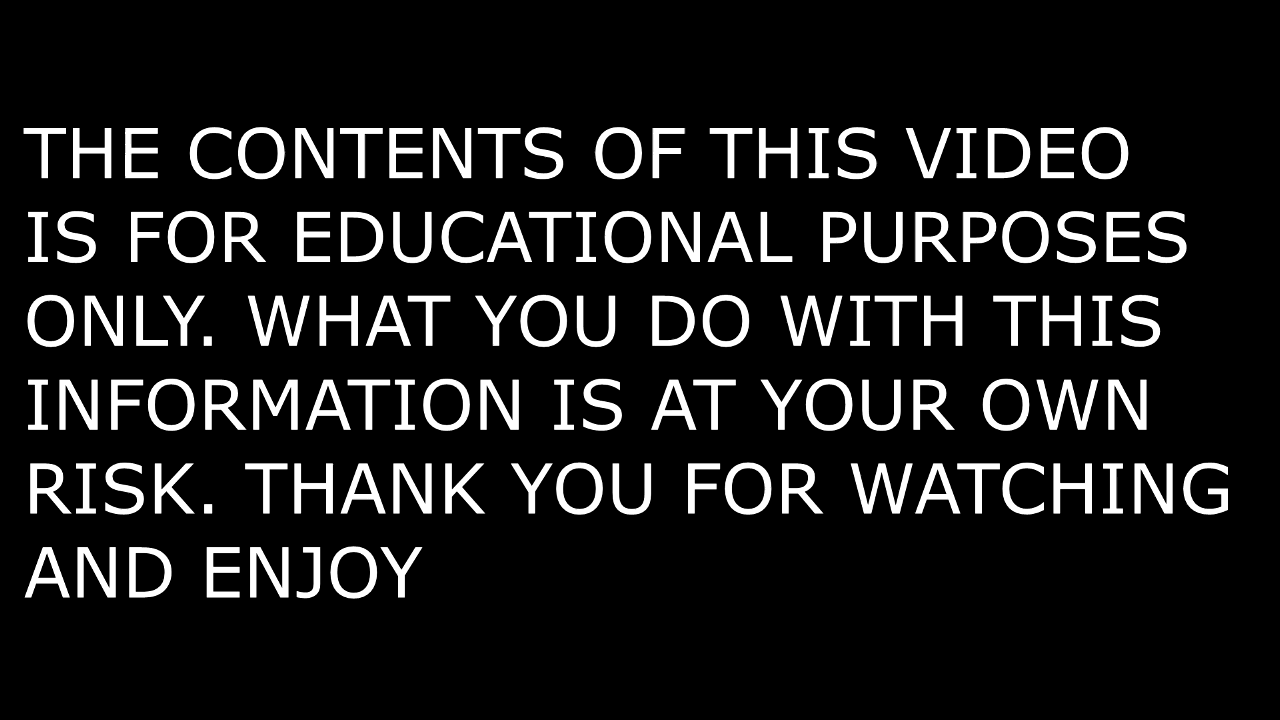 THE CONTENTS OF THIS VIDEO
IS FOR EDUCATIONAL PURPOSES
ONLY. WHAT YOU DO WITH THIS
INFORMATION IS AT YOUR OWN
RISK. THANK YOU FOR WATCHING
AND ENJOY